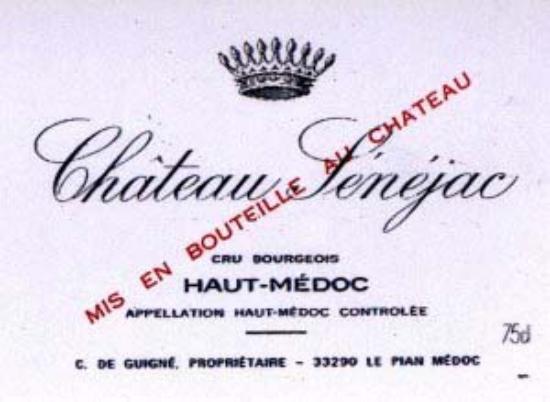 Château Sénéjac
MIS EN BOUTEILLE AU CHATEAU
CRU BOURGEOIS
HAUT-MÉDOC
APPELLATION HAUT-MÉDOC CONTROLÉE
75cl
C. DE GUIGNÉ, PROPRIÉTAIRE - 33290 LE PIAN MÉDOC